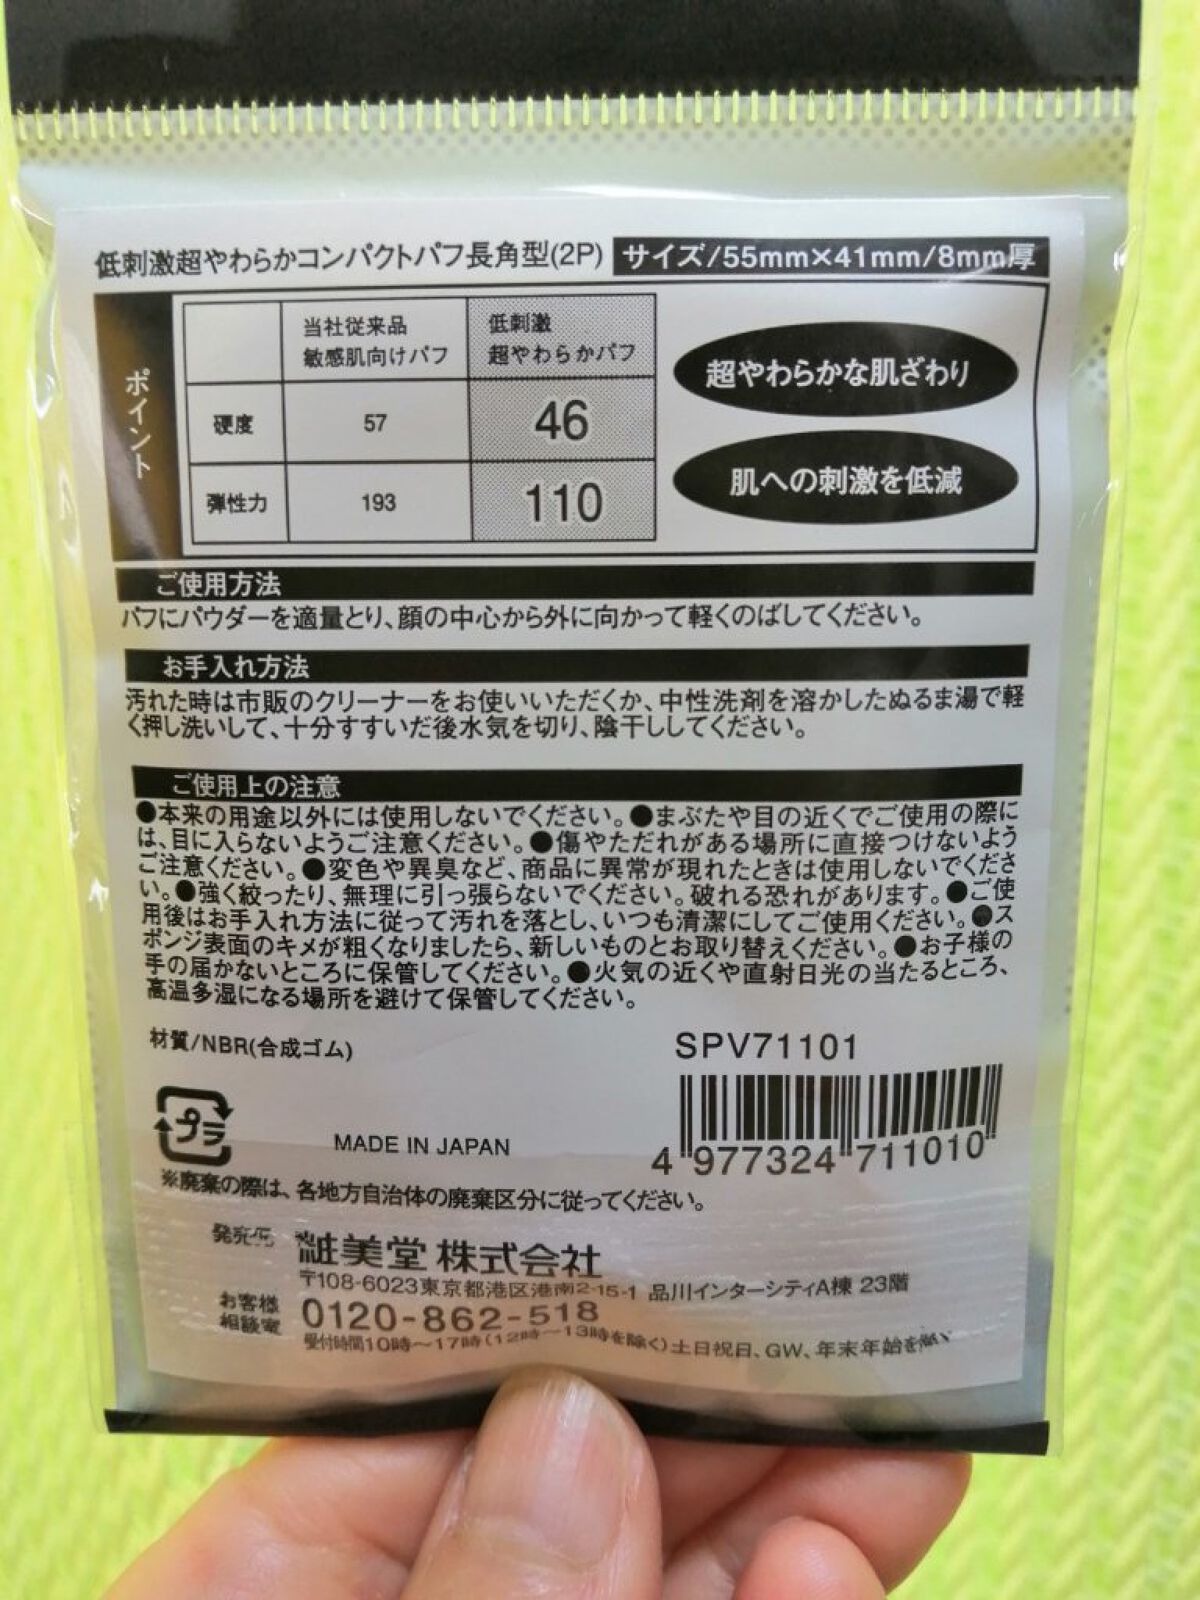 低刺激超やわらかコンパクトパフ長角型(2P) サイズ/55mm×41mm/8mm厚
ポイント
当社従来品
敏感肌向けパフ
低刺激
超やわらかパフ
硬度 57 46
弾性力 193 110
超やわらかな肌ざわり
肌への刺激を低減
ご使用方法
パフにパウダーを適量とり、顔の中心から外に向かって軽くのばしてください。
お手入れ方法
汚れた時は市販のクリーナーをお使いいただくか、中性洗剤を溶かしたぬるま湯で軽
く押し洗いして、十分すすいだ後水気を切り、陰干ししてください。
ご使用上の注意
●本来の用途以外には使用しないでください。●まぶたや目の近くでご使用の際に
は、目に入らないようご注意ください。●傷やただれがある場所に直接つけないよう
ご注意ください。●変色や異臭など、商品に異常が現れたときは使用しないでくださ
い。●強く絞ったり、無理に引っ張らないでください。破れる恐れがあります。●ご使
用後はお手入れ方法に従って汚れを落とし、いつも清潔にしてご使用ください。●ス
ポンジ表面のキメが粗くなりましたら、新しいものとお取り替えください。●お子様の
手の届かないところに保管してください。●火気の近くや直射日光の当たるところ、
高温多湿になる場所を避けて保管してください。
材質/NBR(合成ゴム)
SPV71101
プラ
MADE IN JAPAN
4 977324 711010
※廃棄の際は、各地方自治体の廃棄区分に従ってください。
発売元 粧美堂 株式会社
〒108-6023東京都港区港南2-15-1 品川インターシティA棟 23階
お客様
相談室
0120-862-518
受付時間10時～17時(12時～13時を除く)土日祝日、GW、年末年始を除く